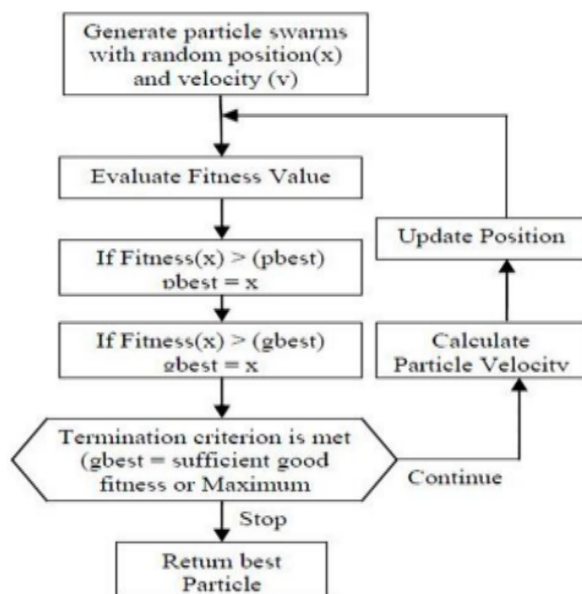 Generate particle swarms
with random position(x)
and velocity (v)
Evaluate Fitness Value
If Fitness(x) > (pbest)
pbest = x
If Fitness(x) > (gbest)
gbest = x
Termination criterion is met
(gbest = sufficient good
fitness or Maximum
Continue
Stop
Return best
Particle
Calculate
Particle Velocity
Update Position